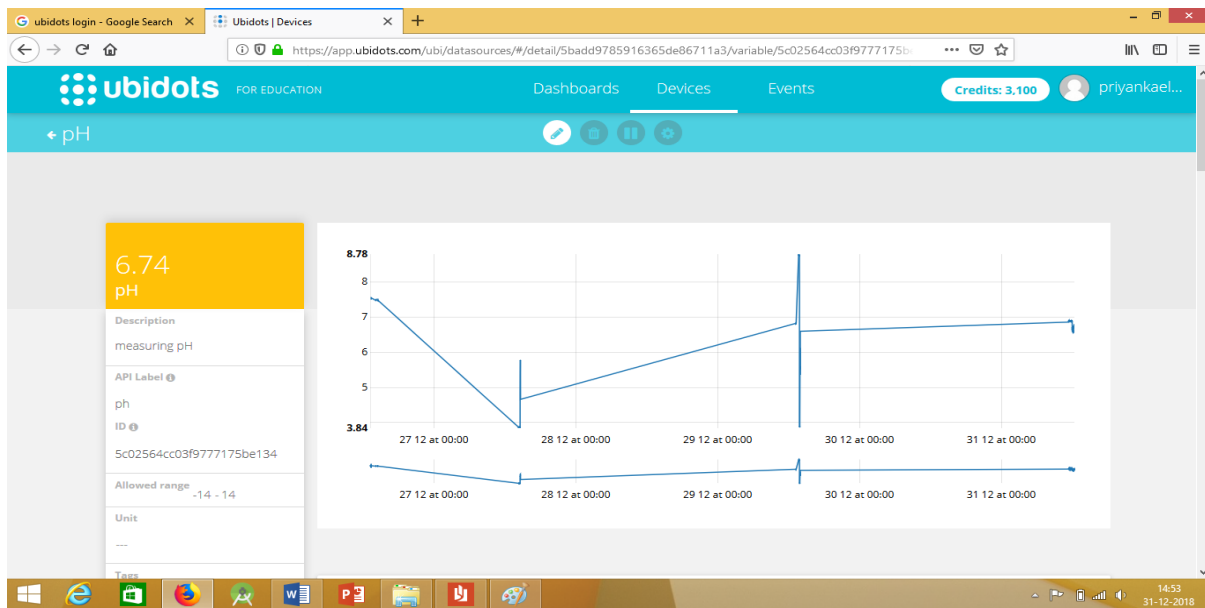 ubidots login - Google Search
Ubidots | Devices
https://app.ubidots.com/ubi/datasources/#/detail/5badd9785916365de86711a3/variable/5c02564cc03f9777175b
ubidots FOR EDUCATION
Dashboards Devices Events
Credits: 3,100
priyankael...
pH
6.74
pH
Description
measuring pH
API Label
ph
ID
5c02564cc03f9777175be134
Allowed range -14 - 14
Unit
---
Tags
8.78
8
7
6
5
3.84
27 12 at 00:00 28 12 at 00:00 29 12 at 00:00 30 12 at 00:00 31 12 at 00:00
27 12 at 00:00 28 12 at 00:00 29 12 at 00:00 30 12 at 00:00 31 12 at 00:00
14:53
31-12-2018